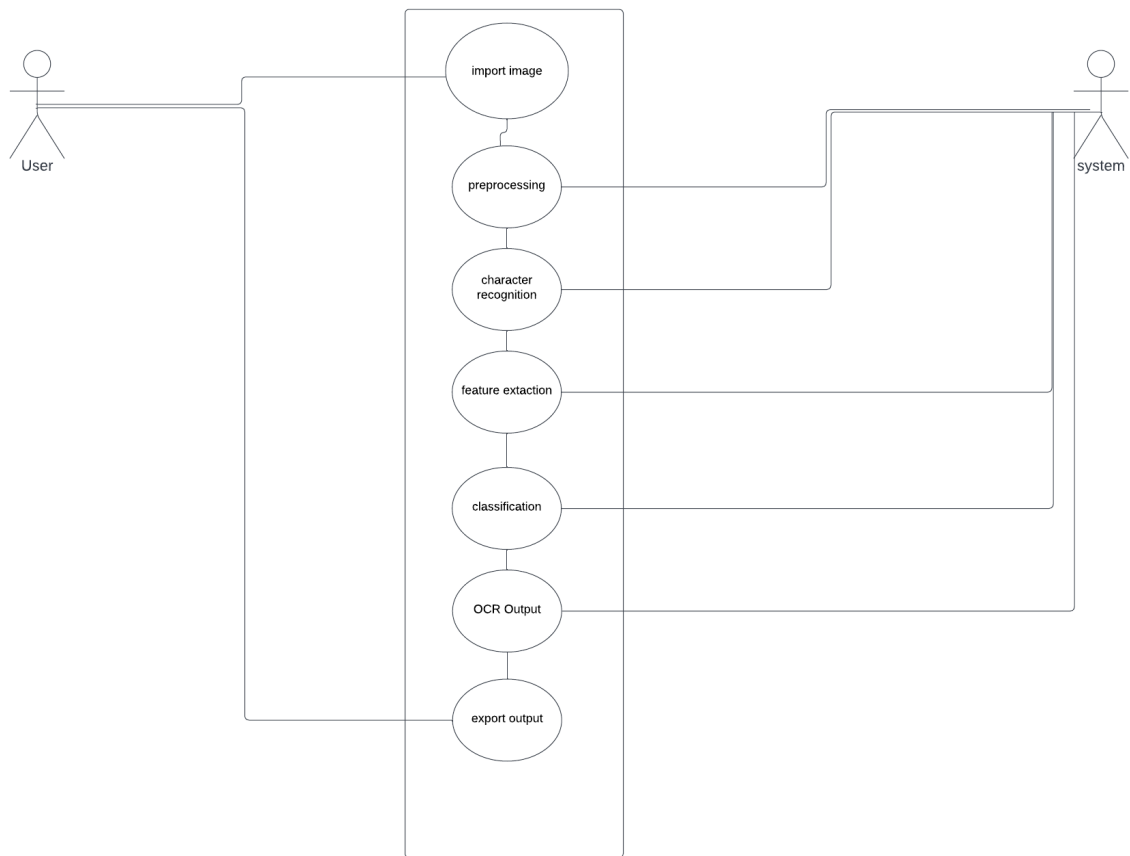 import image
User
system
preprocessing
character
recognition
feature extaction
classification
OCR Output
export output